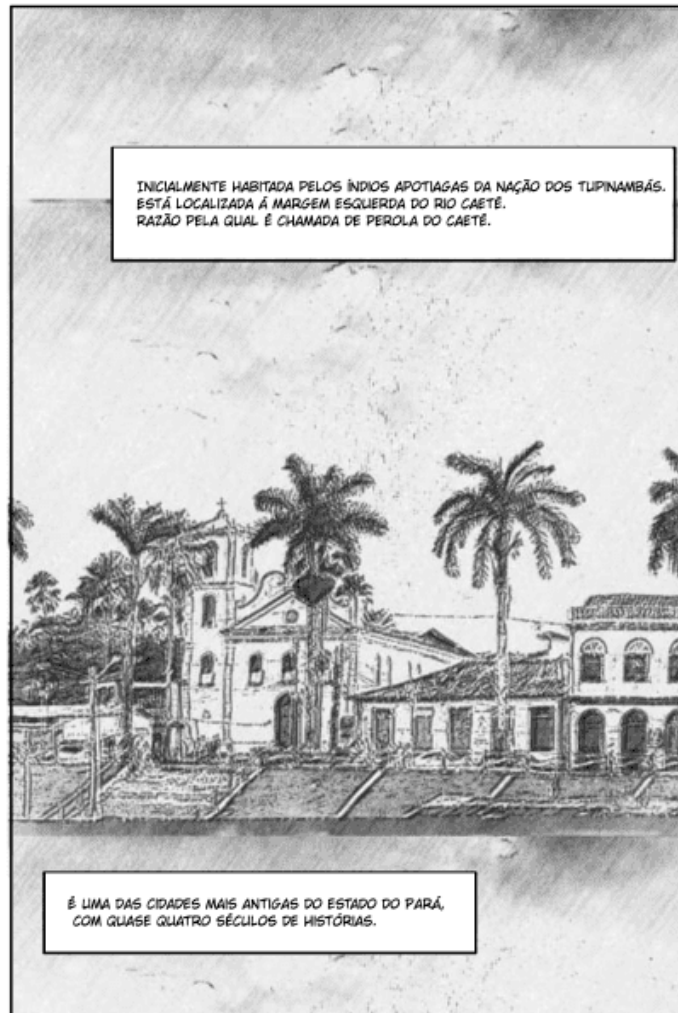 INICIALMENTE HABITADA PELOS ÍNDIOS APOTIAGAS DA NAÇÃO DOS TUPINAMBÁS.
ESTÁ LOCALIZADA Á MARGEM ESQUERDA DO RIO CAETÉ.
RAZÃO PELA QUAL É CHAMADA DE PEROLA DO CAETÉ.
É UMA DAS CIDADES MAIS ANTIGAS DO ESTADO DO PARÁ,
COM QUASE QUATRO SÉCULOS DE HISTÓRIAS.